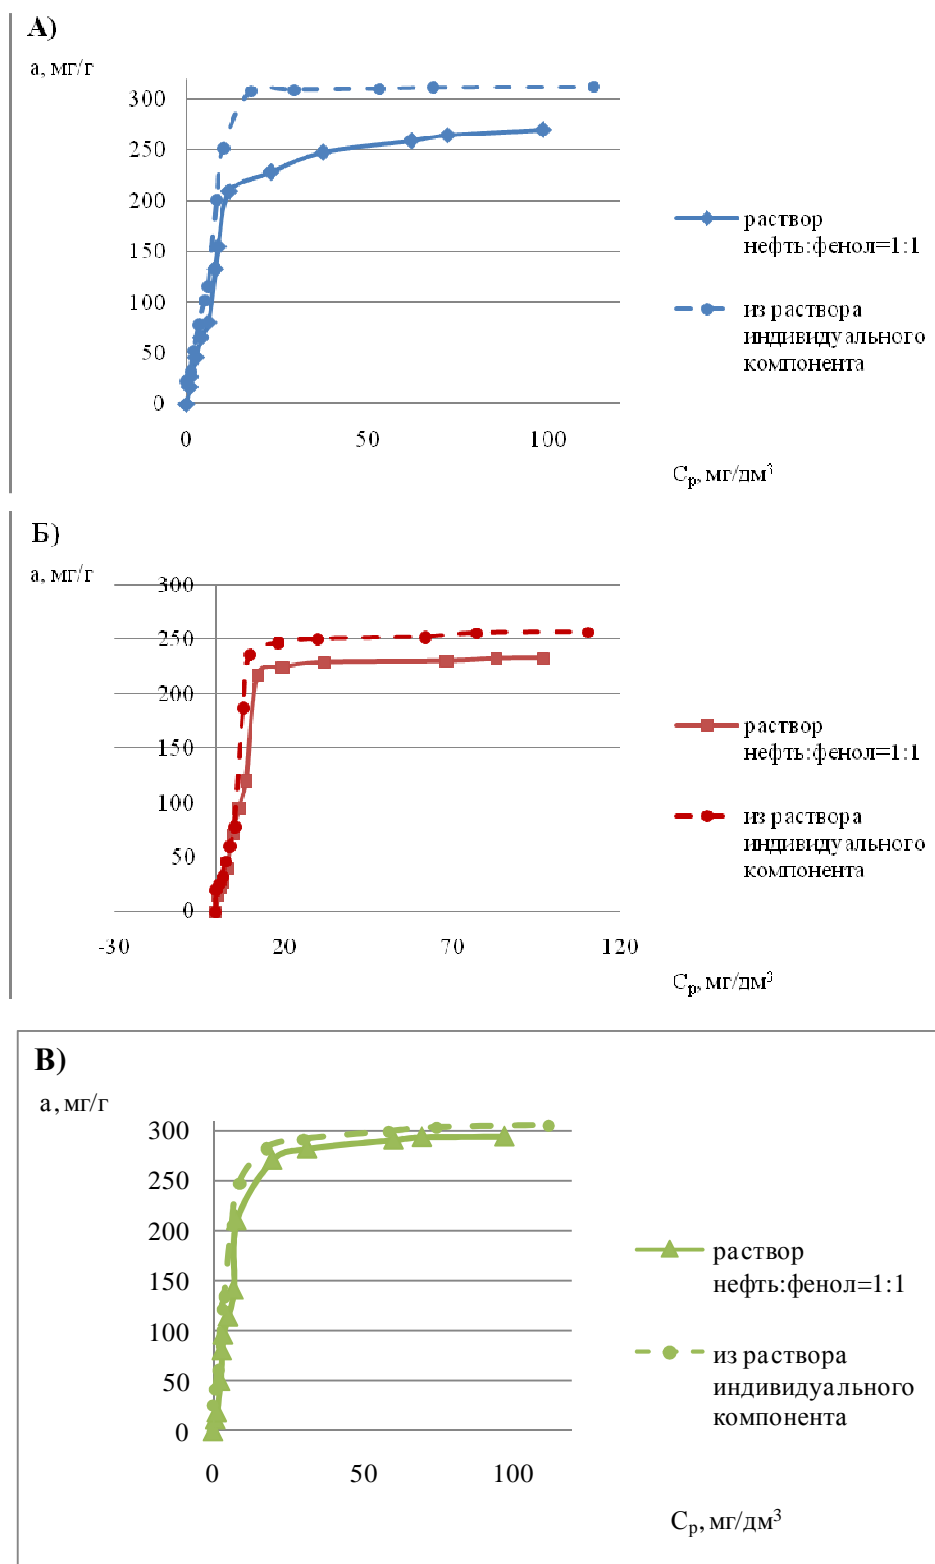 А)
а, мг/г
300
250
200
150
100
50
0
0 50 100
Ср, мг/дм³
раствор
нефть:фенол=1:1
из раствора
индивидуального
компонента
Б)
а, мг/г
300
250
200
150
100
50
0
-30 20 70 120
Ср, мг/дм³
раствор
нефть:фенол=1:1
из раствора
индивидуального
компонента
В)
а, мг/г
300
250
200
150
100
50
0
0 50 100
Ср, мг/дм³
раствор
нефть:фенол=1:1
из раствора
индивидуального
компонента